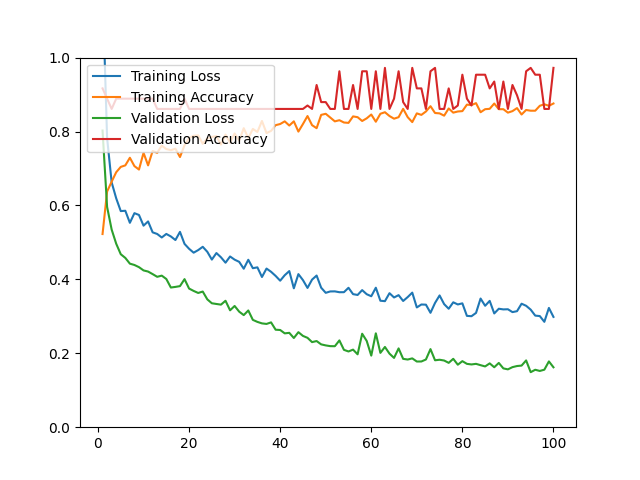 1.0
0.8
0.6
0.4
0.2
0.0
Training Loss
Training Accuracy
Validation Loss
Validation Accuracy
0 20 40 60 80 100